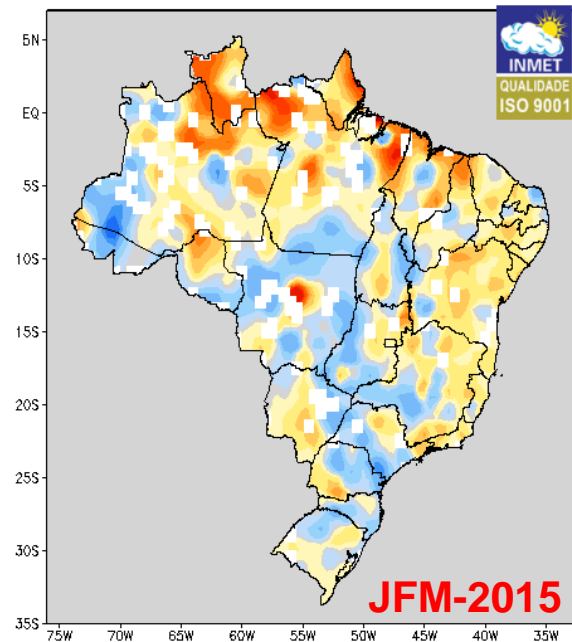 5N
EQ
5S
10S
15S
20S
25S
30S
35S
75W 70W 65W 60W 55W 50W 45W 40W 35W
INMET
QUALIDADE
ISO 9001
JFM-2015